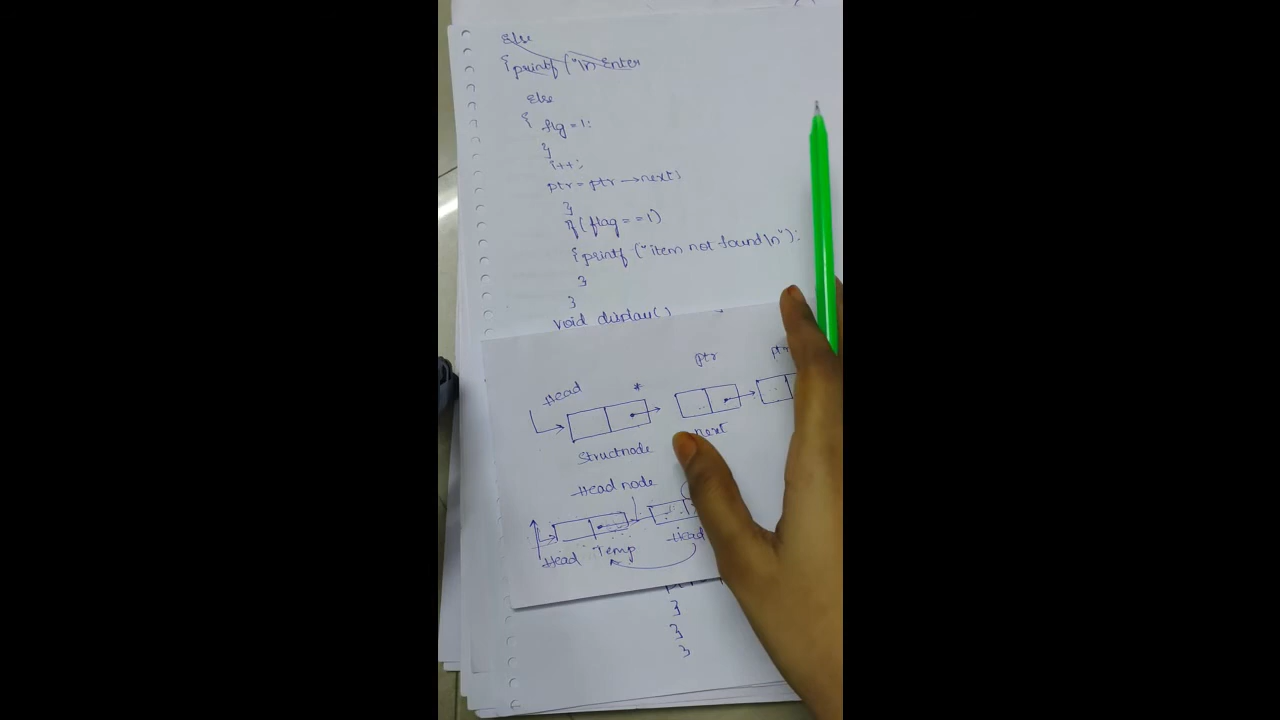 Else
{printf ("\n Enter
Else
{ flg = 1;
}
i++;
ptr = ptr →next;
}
if (flag = = 1)
{printf ("item not found\n");
}
}
void display()
ptr
ptr
Head
*
Structnode
next
Head node
Head Temp
Head
}
}
}